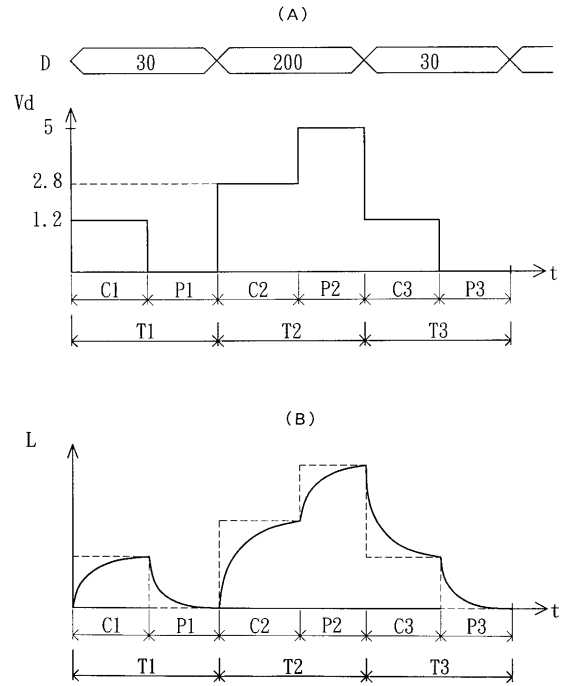 (A)
D 30 200 30
Vd
5
2.8
1.2
t
C1 P1 C2 P2 C3 P3
T1 T2 T3
(B)
L
t
C1 P1 C2 P2 C3 P3
T1 T2 T3